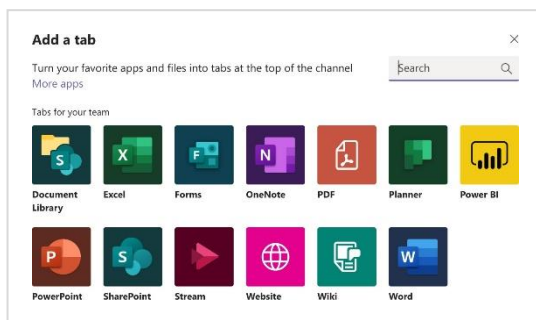 Add a tab
Turn your favorite apps and files into tabs at the top of the channel
Search
More apps
Tabs for your team
S
X
F
N
Document Library
Excel
Forms
OneNote
PDF
Planner
Power BI
P
S
W
PowerPoint
SharePoint
Stream
Website
Wiki
Word